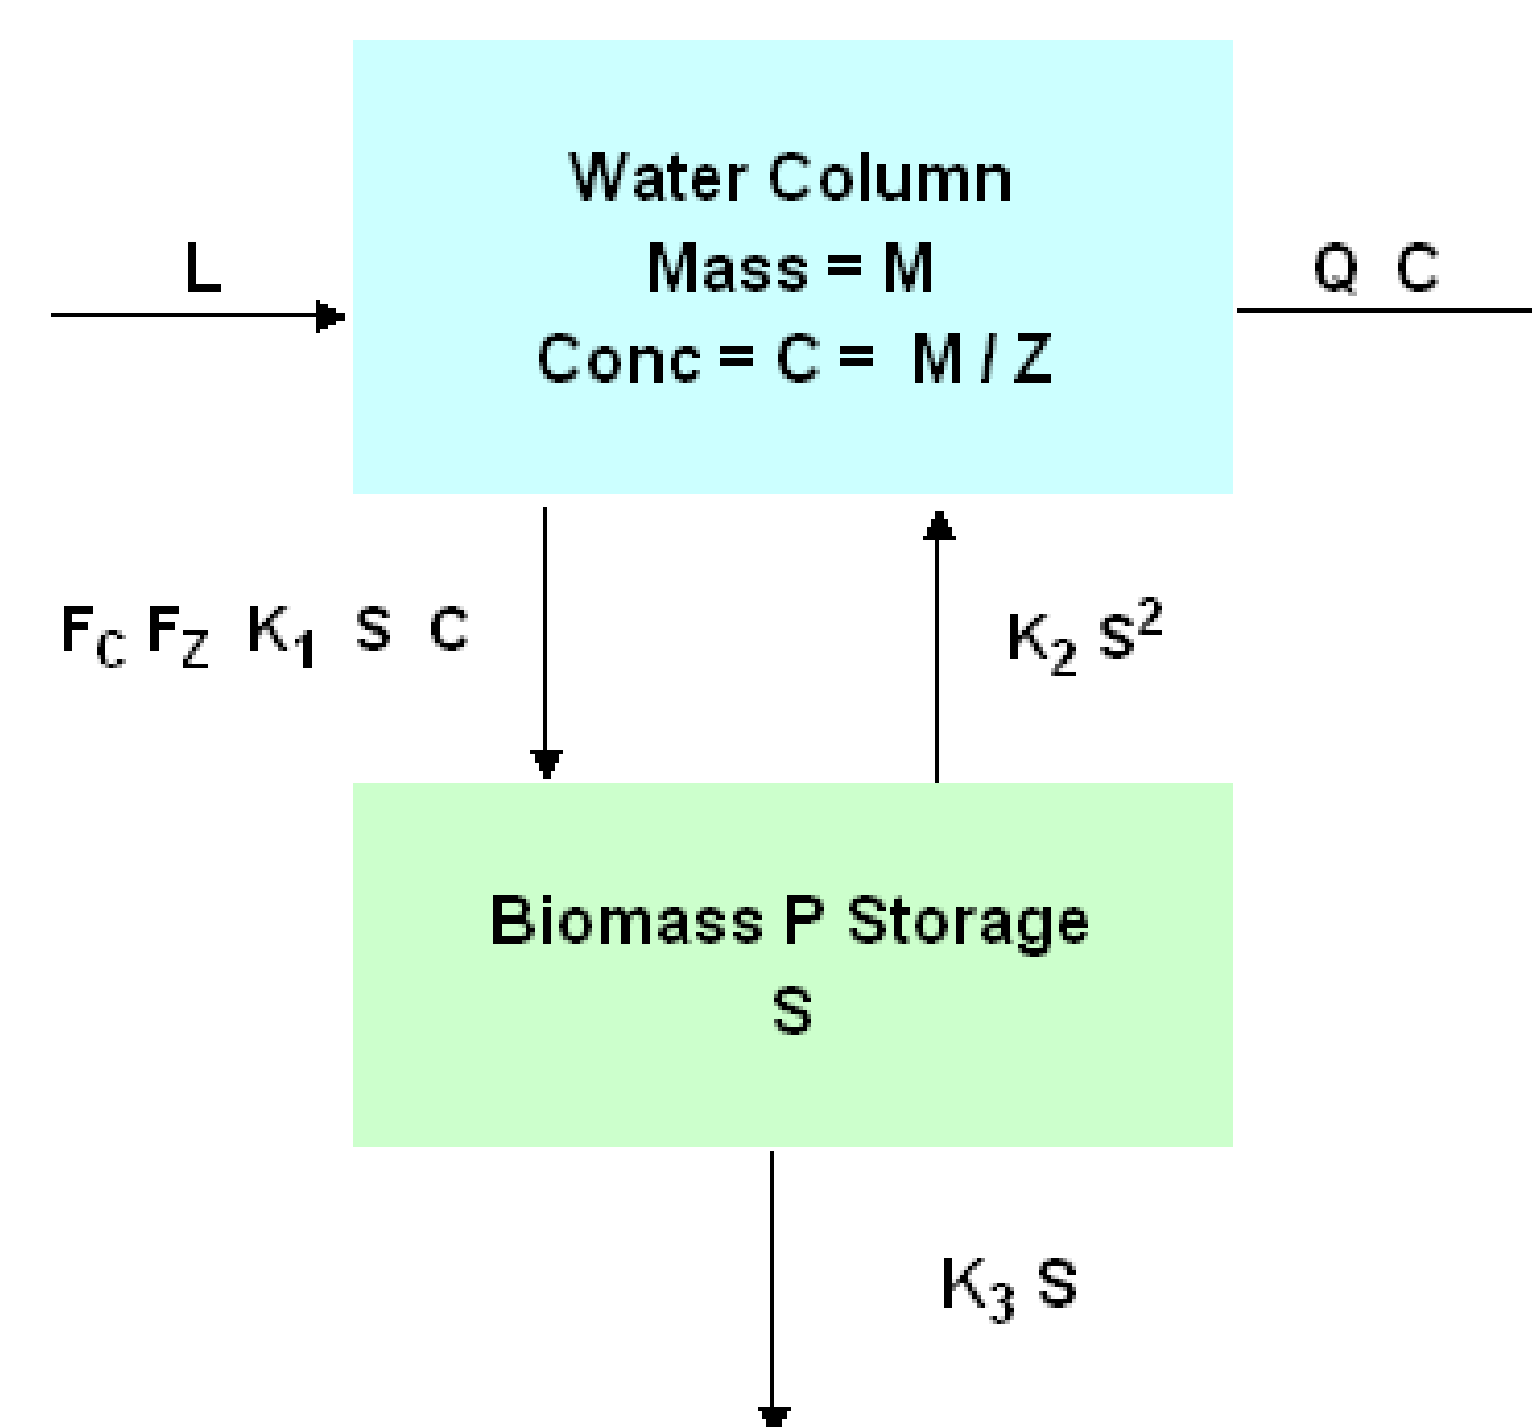 Water Column
Mass = M
Conc = C = M / Z
L
Q C
F_C F_Z K_1 S C
K_2 S^2
Biomass P Storage
S
K_3 S